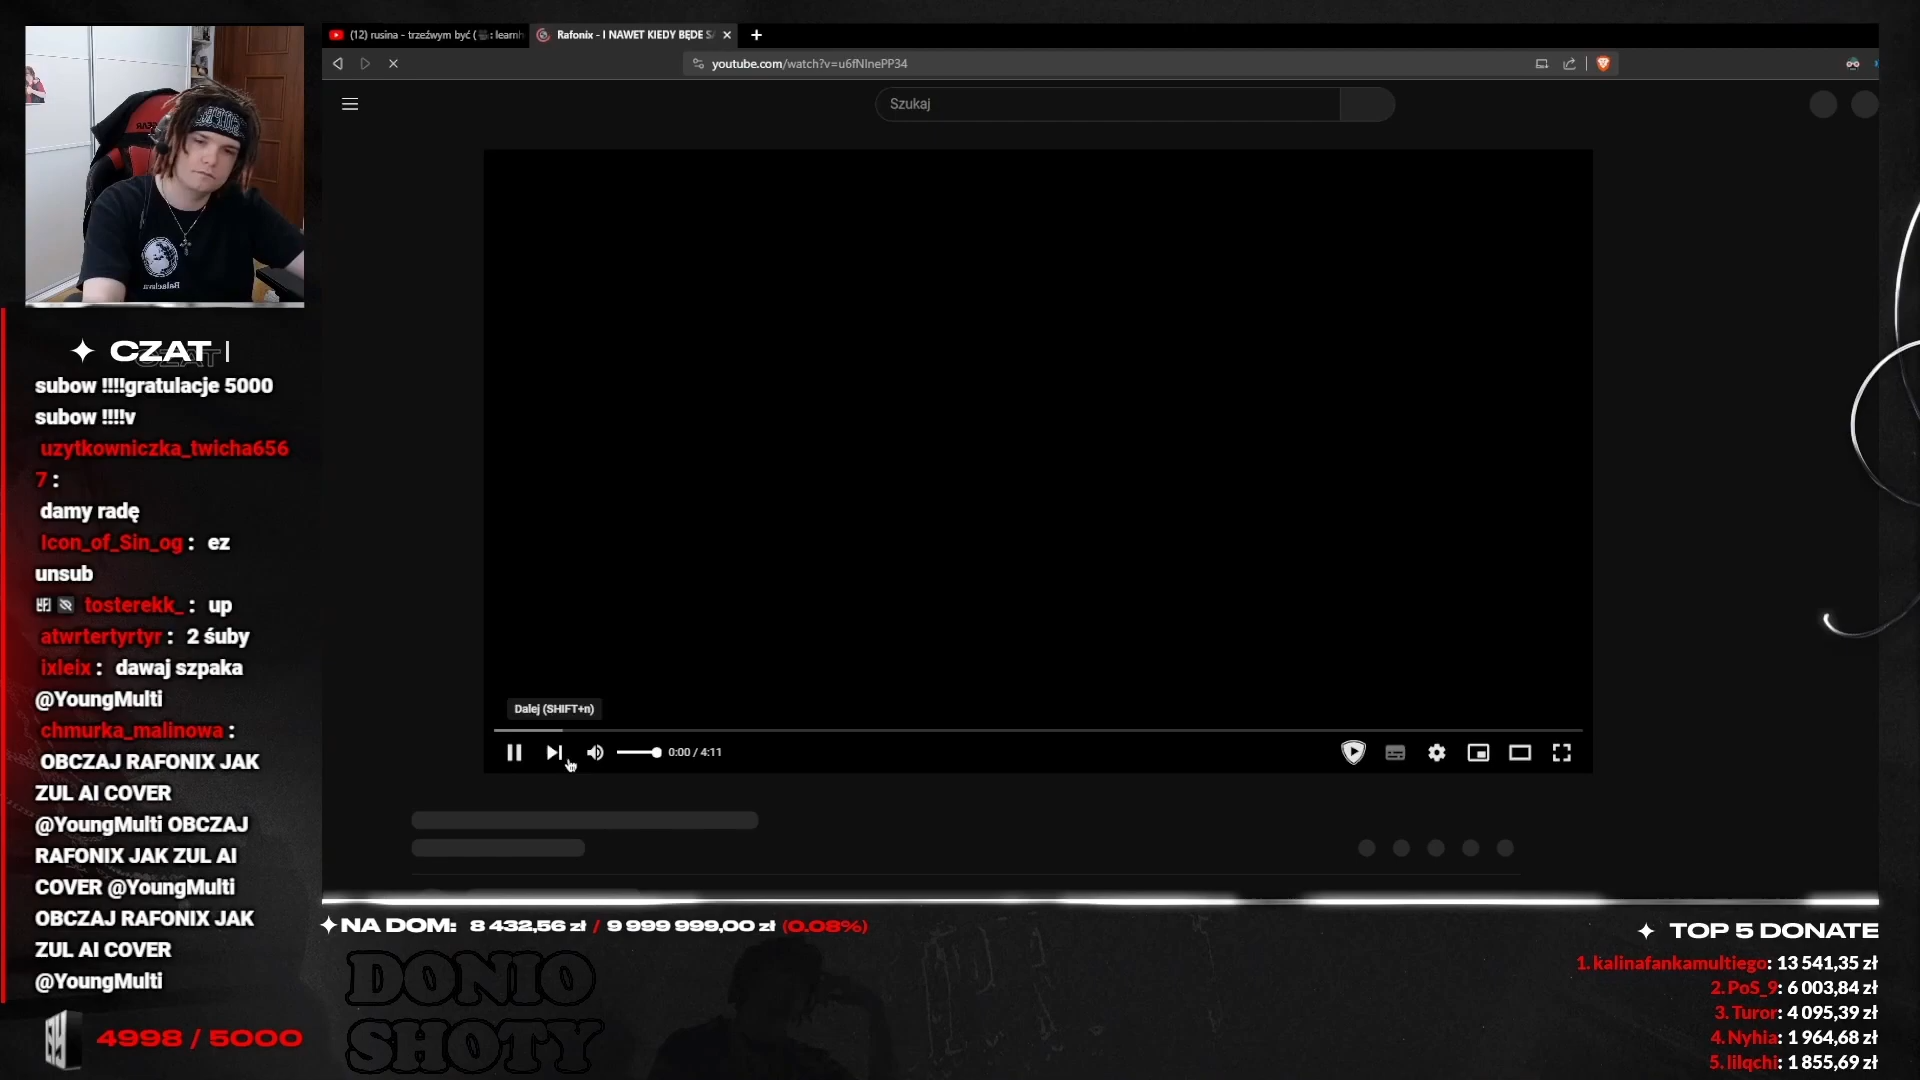 (12) rusina - trzeźwym być (
: learnh
Rafonix - I NAWET KIEDY BĘDE S
youtube.com/watch?v=u6fNInePP34
Szukaj
CZAT
subow !!!!gratulacje 5000
subow !!!!v
uzytkowniczka_twicha656
7 :
damy radę
Icon_of_Sin_og : ez
unsub
tosterekk_ : up
atwrtertyrtyr : 2 śuby
ixleix : dawaj szpaka
@YoungMulti
chmurka_malinowa :
OBCZAJ RAFONIX JAK
ZUL AI COVER
@YoungMulti OBCZAJ
RAFONIX JAK ZUL AI
COVER @YoungMulti
OBCZAJ RAFONIX JAK
ZUL AI COVER
@YoungMulti
4998 / 5000
Dalej (SHIFT+n)
0:00 / 4:11
NA DOM: 8 432,56 zł / 9 999 999,00 zł (0.08%)
DONIO
SHOTY
TOP 5 DONATE
1. kalinafankamultiego: 13 541,35 zł
2. PoS_9: 6 003,84 zł
3. Turor: 4 095,39 zł
4. Nyhia: 1 964,68 zł
5. lilqchi: 1 855,69 zł
Balaclava